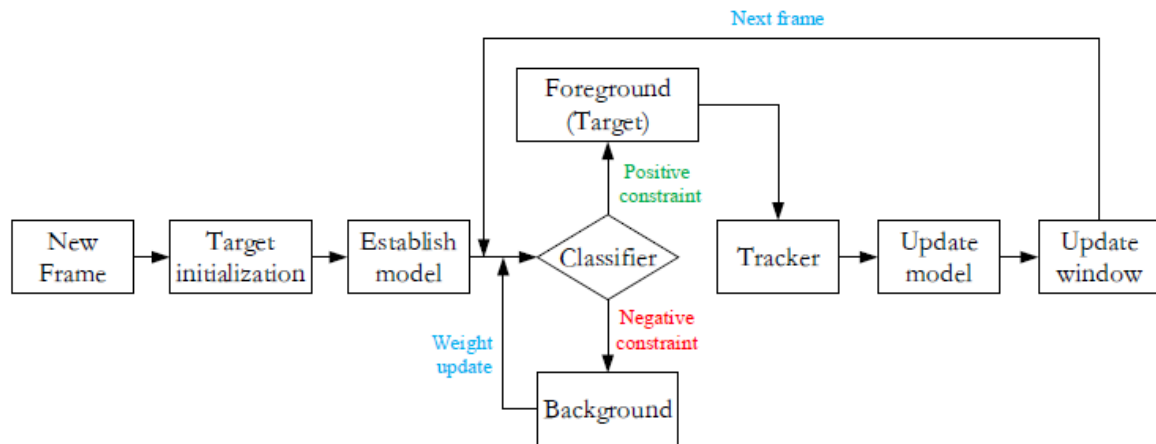 Next frame
Foreground
(Target)
Positive
constraint
New
Frame
Target
initialization
Establish
model
Classifier
Tracker
Update
model
Update
window
Weight
update
Negative
constraint
Background